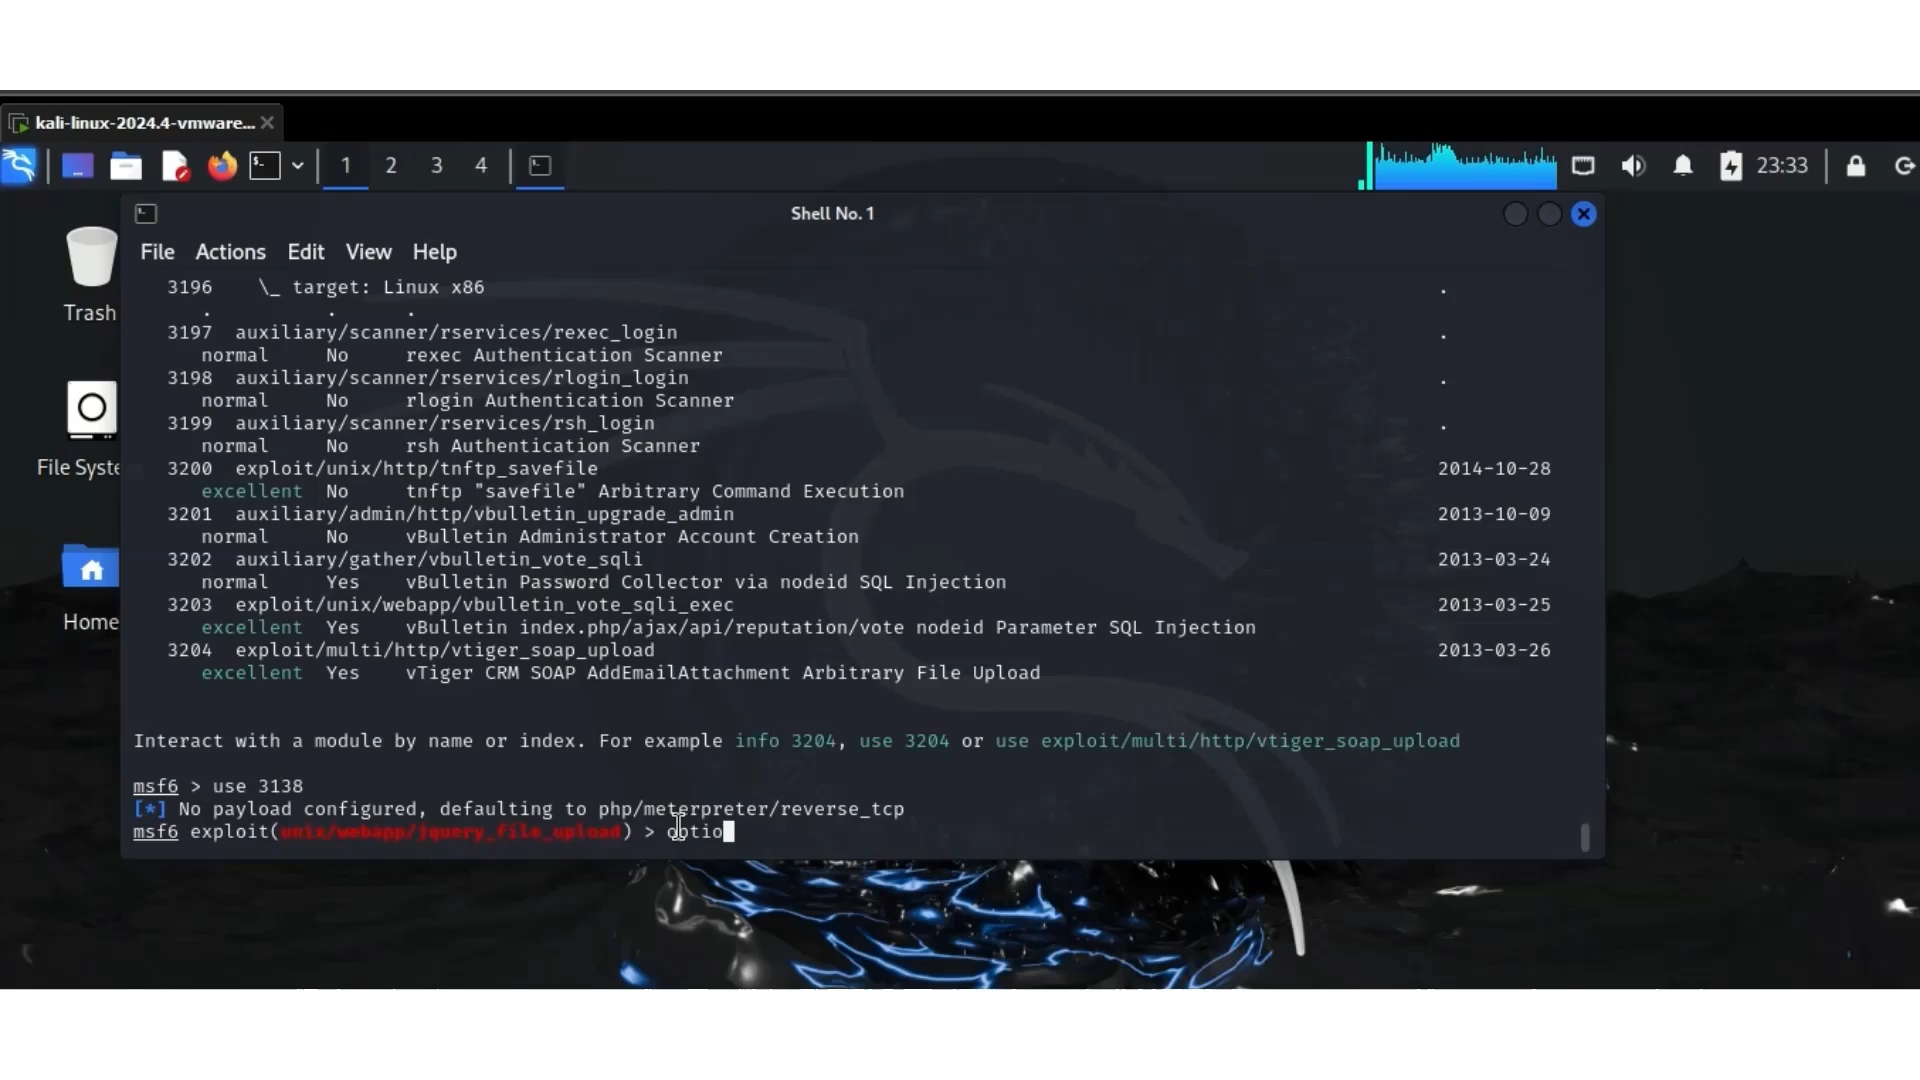 kali-linux-2024.4-vmware...
1 2 3 4
23:33
Shell No. 1
File Actions Edit View Help
Trash
File Syste
Home
3196 \_ target: Linux x86 .
. . .
3197 auxiliary/scanner/rservices/rexec_login .
normal No rexec Authentication Scanner
3198 auxiliary/scanner/rservices/rlogin_login .
normal No rlogin Authentication Scanner
3199 auxiliary/scanner/rservices/rsh_login .
normal No rsh Authentication Scanner
3200 exploit/unix/http/tnftp_savefile 2014-10-28
excellent No tnftp "savefile" Arbitrary Command Execution
3201 auxiliary/admin/http/vbulletin_upgrade_admin 2013-10-09
normal No vBulletin Administrator Account Creation
3202 auxiliary/gather/vbulletin_vote_sqli 2013-03-24
normal Yes vBulletin Password Collector via nodeid SQL Injection
3203 exploit/unix/webapp/vbulletin_vote_sqli_exec 2013-03-25
excellent Yes vBulletin index.php/ajax/api/reputation/vote nodeid Parameter SQL Injection
3204 exploit/multi/http/vtiger_soap_upload 2013-03-26
excellent Yes vTiger CRM SOAP AddEmailAttachment Arbitrary File Upload
Interact with a module by name or index. For example info 3204, use 3204 or use exploit/multi/http/vtiger_soap_upload
msf6 > use 3138
[*] No payload configured, defaulting to php/meterpreter/reverse_tcp
msf6 exploit(unix/webapp/jquery_file_upload) > optio